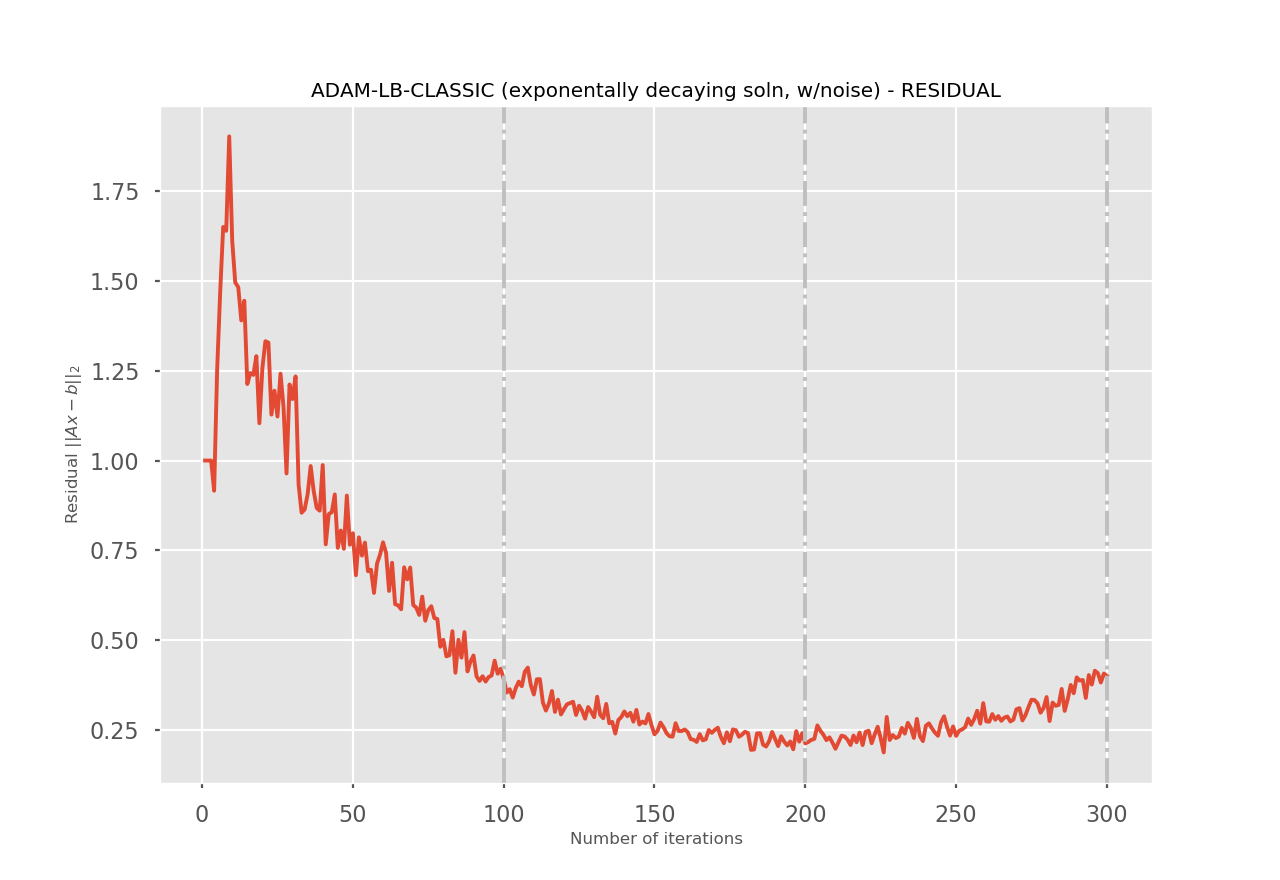 ADAM-LB-CLASSIC (exponentially decaying soln, w/noise) - RESIDUAL
Residual ||Ax − b||₂
1.75
1.50
1.25
1.00
0.75
0.50
0.25
0 50 100 150 200 250 300
Number of iterations